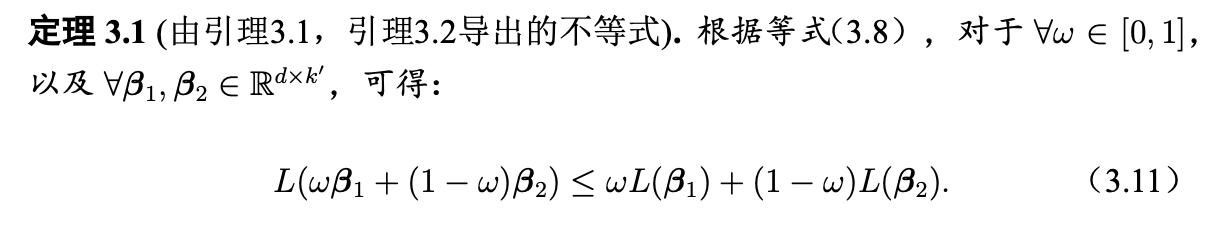 定理 3.1 (由引理3.1，引理3.2导出的不等式). 根据等式(3.8)，对于 ∀ω ∈ [0, 1],
以及 ∀β₁, β₂ ∈ ℝ^{d×k′}，可得：
L(ωβ₁ + (1 − ω)β₂) ≤ ωL(β₁) + (1 − ω)L(β₂). （3.11）